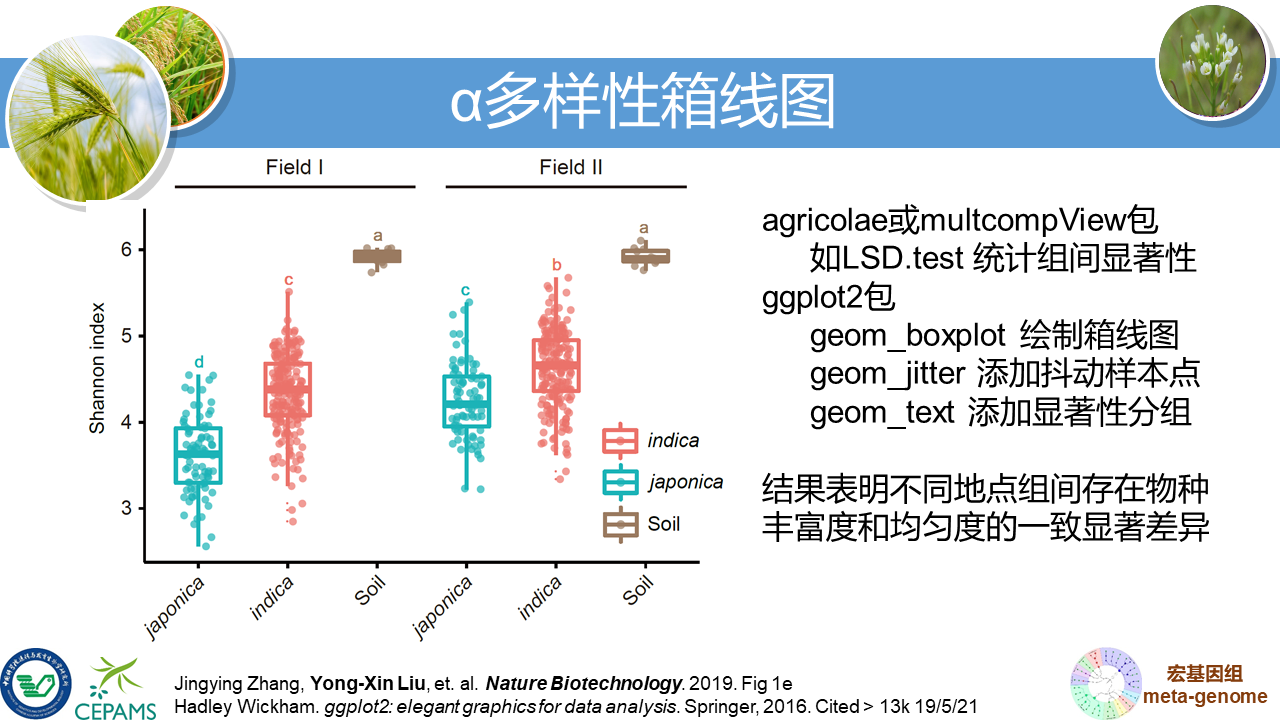 α多样性箱线图
Field I
Field II
a
a
c
b
c
d
6
5
4
3
Shannon index
indica
japonica
Soil
japonica
indica
Soil
japonica
indica
Soil
agricolae或multcompView包
如LSD.test 统计组间显著性
ggplot2包
geom_boxplot 绘制箱线图
geom_jitter 添加抖动样本点
geom_text 添加显著性分组
结果表明不同地点组间存在物种
丰富度和均匀度的一致显著差异
CEPAMS
Jingying Zhang, Yong-Xin Liu, et. al. Nature Biotechnology. 2019. Fig 1e
Hadley Wickham. ggplot2: elegant graphics for data analysis. Springer, 2016. Cited > 13k 19/5/21
宏基因组
meta-genome